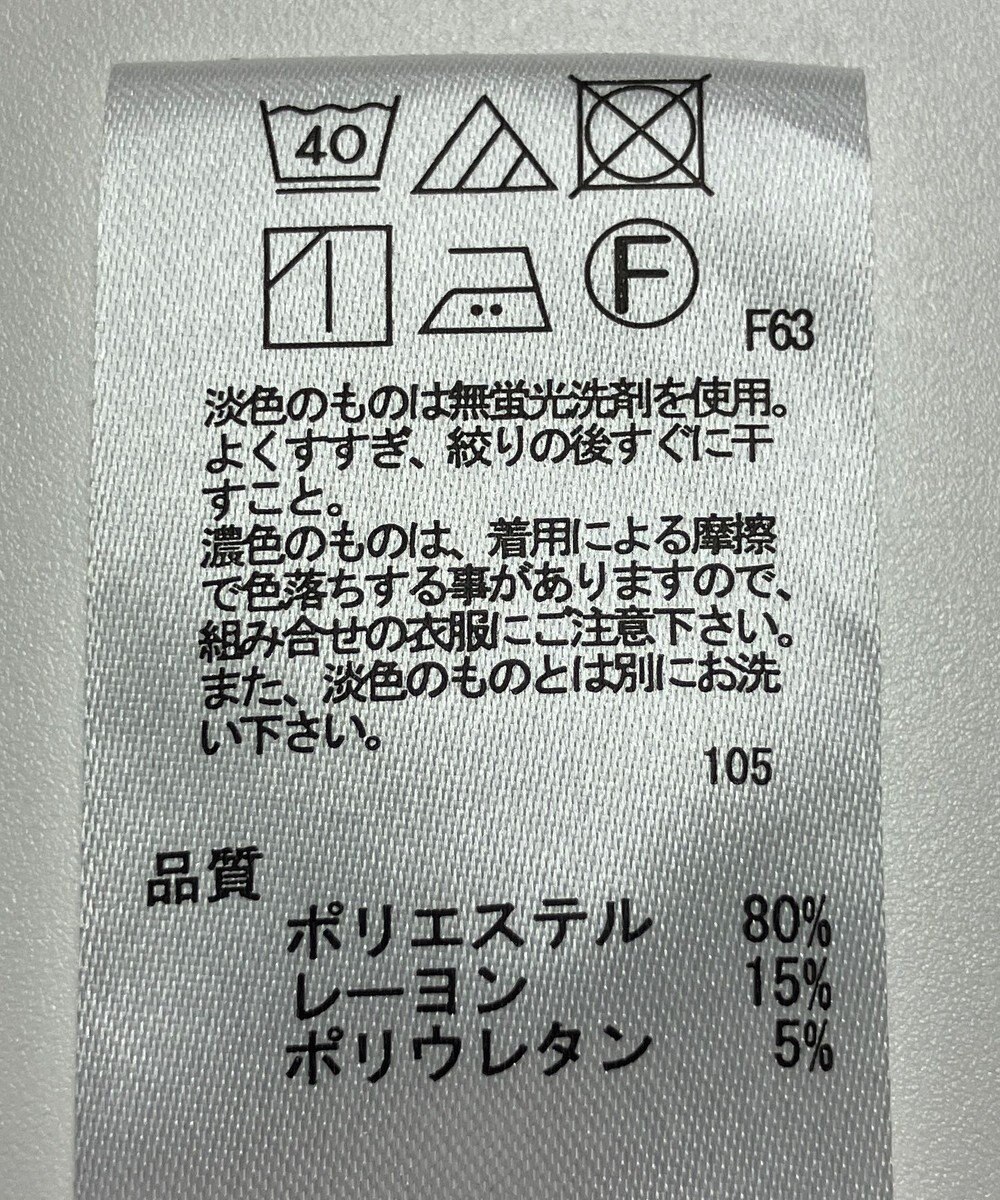 40
F
F63
淡色のものは無蛍光洗剤を使用。
よくすすぎ、絞りの後すぐに干
すこと。
濃色のものは、着用による摩擦
で色落ちする事がありますので、
組み合せの衣服にご注意下さい。
また、淡色のものとは別にお洗
い下さい。
105
品質
ポリエステル 80%
レーヨン 15%
ポリウレタン 5%